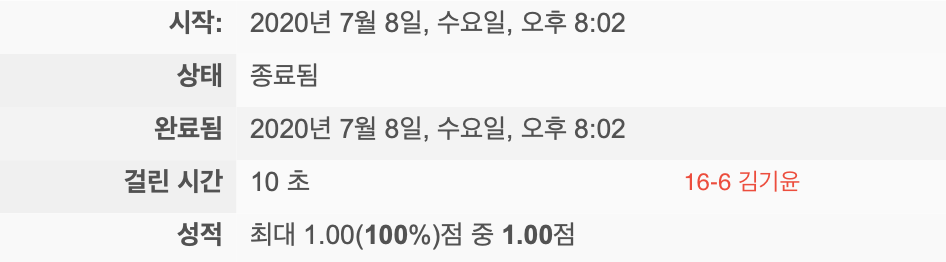 시작: 2020년 7월 8일, 수요일, 오후 8:02
상태 종료됨
완료됨 2020년 7월 8일, 수요일, 오후 8:02
걸린 시간 10 초 16-6 김기윤
성적 최대 1.00(100%)점 중 1.00점